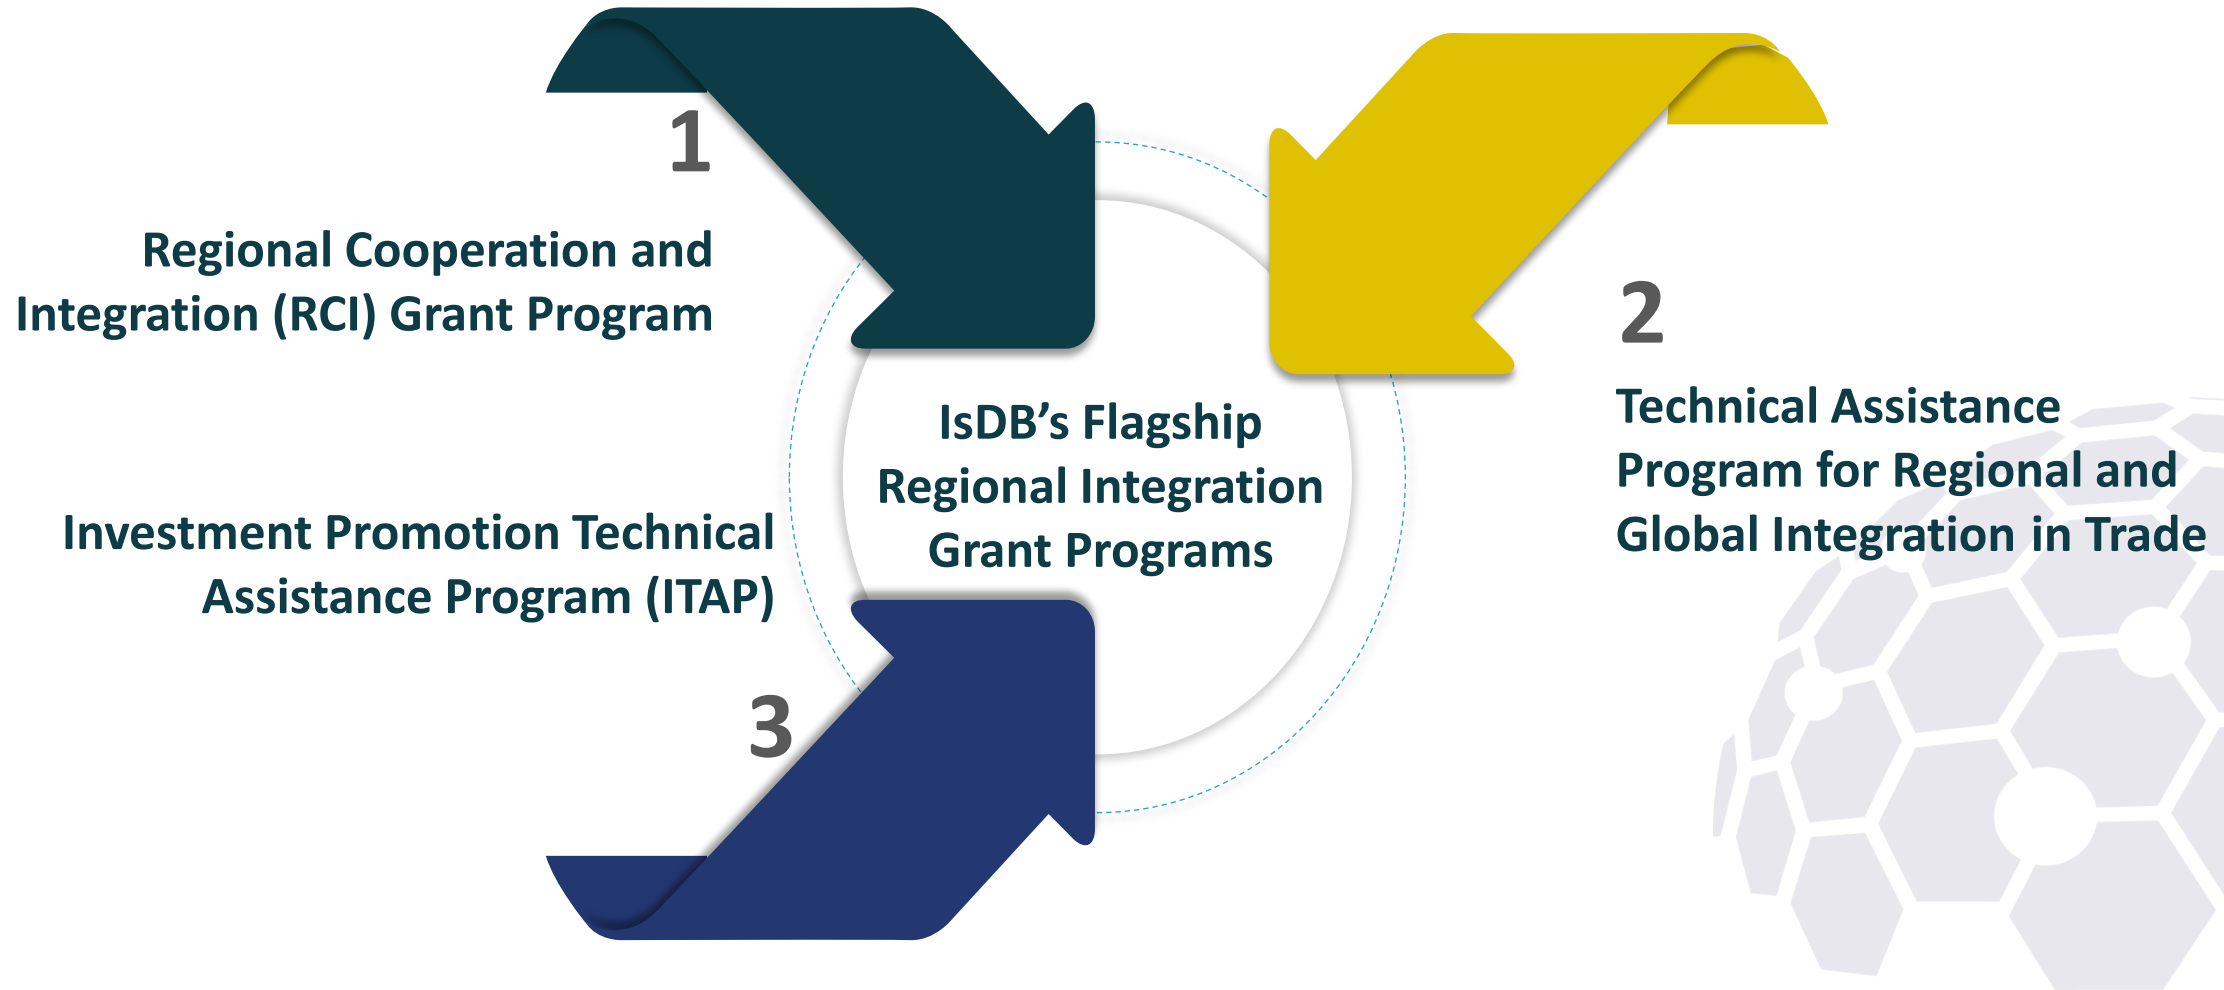 1
Regional Cooperation and
Integration (RCI) Grant Program
2
Technical Assistance
Program for Regional and
Global Integration in Trade
IsDB’s Flagship
Regional Integration
Grant Programs
Investment Promotion Technical
Assistance Program (ITAP)
3